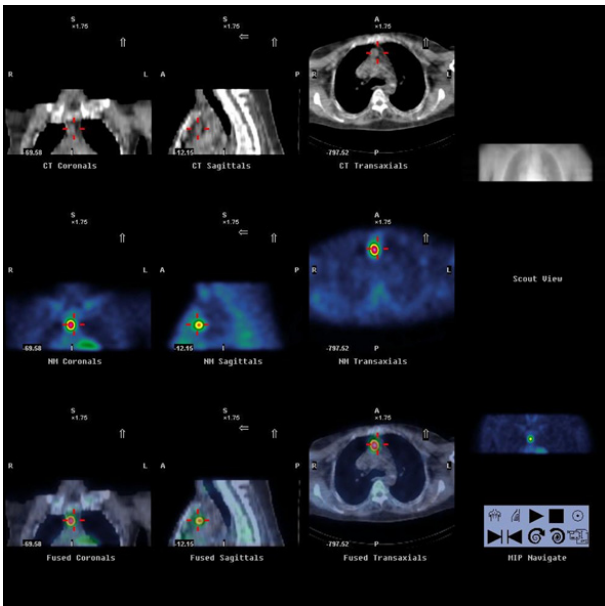 S
×1.75
S
×1.75
A
×1.75
R
L
A
P
R
L
-69.58
I
-12.15
I
-797.52
P
CT Coronals
CT Sagittals
CT Transaxials
S
×1.75
S
×1.75
A
×1.75
Scout View
R
L
A
P
R
L
-69.58
I
-12.15
I
-797.52
P
NM Coronals
NM Sagittals
NM Transaxials
S
×1.75
S
×1.75
A
×1.75
R
L
A
P
R
L
-69.58
I
-12.15
I
-797.52
P
Fused Coronals
Fused Sagittals
Fused Transaxials
MIP Navigate